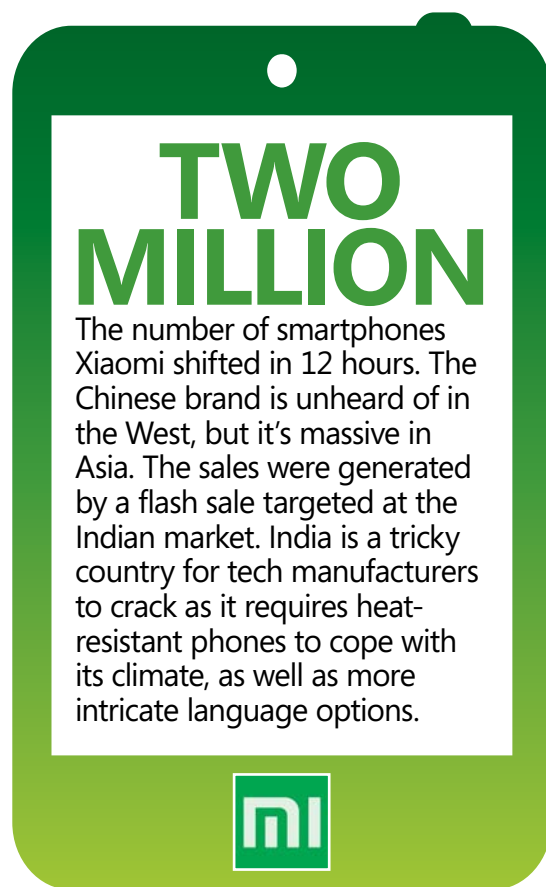 TWO
MILLION
The number of smartphones
Xiaomi shifted in 12 hours. The
Chinese brand is unheard of in
the West, but it’s massive in
Asia. The sales were generated
by a flash sale targeted at the
Indian market. India is a tricky
country for tech manufacturers
to crack as it requires heat-
resistant phones to cope with
its climate, as well as more
intricate language options.
mi